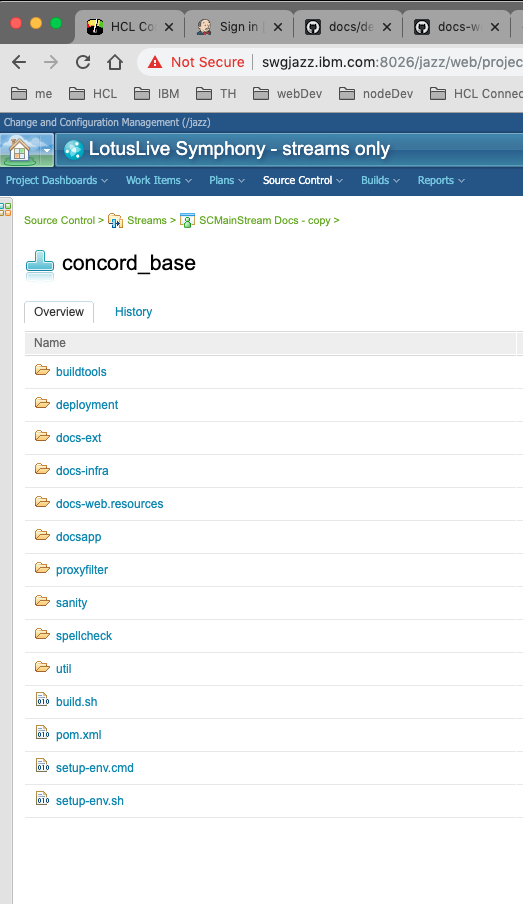 HCL Co
Sign in
docs/de
docs-w
Not Secure
swgjazz.ibm.com:8026/jazz/web/projec
me
HCL
IBM
TH
webDev
nodeDev
HCL Connec
Change and Configuration Management (/jazz)
LotusLive Symphony - streams only
Project Dashboards
Work Items
Plans
Source Control
Builds
Reports
Source Control > Streams > SCMainStream Docs - copy >
concord_base
Overview
History
Name
buildtools
deployment
docs-ext
docs-infra
docs-web.resources
docsapp
proxyfilter
sanity
spellcheck
util
build.sh
pom.xml
setup-env.cmd
setup-env.sh